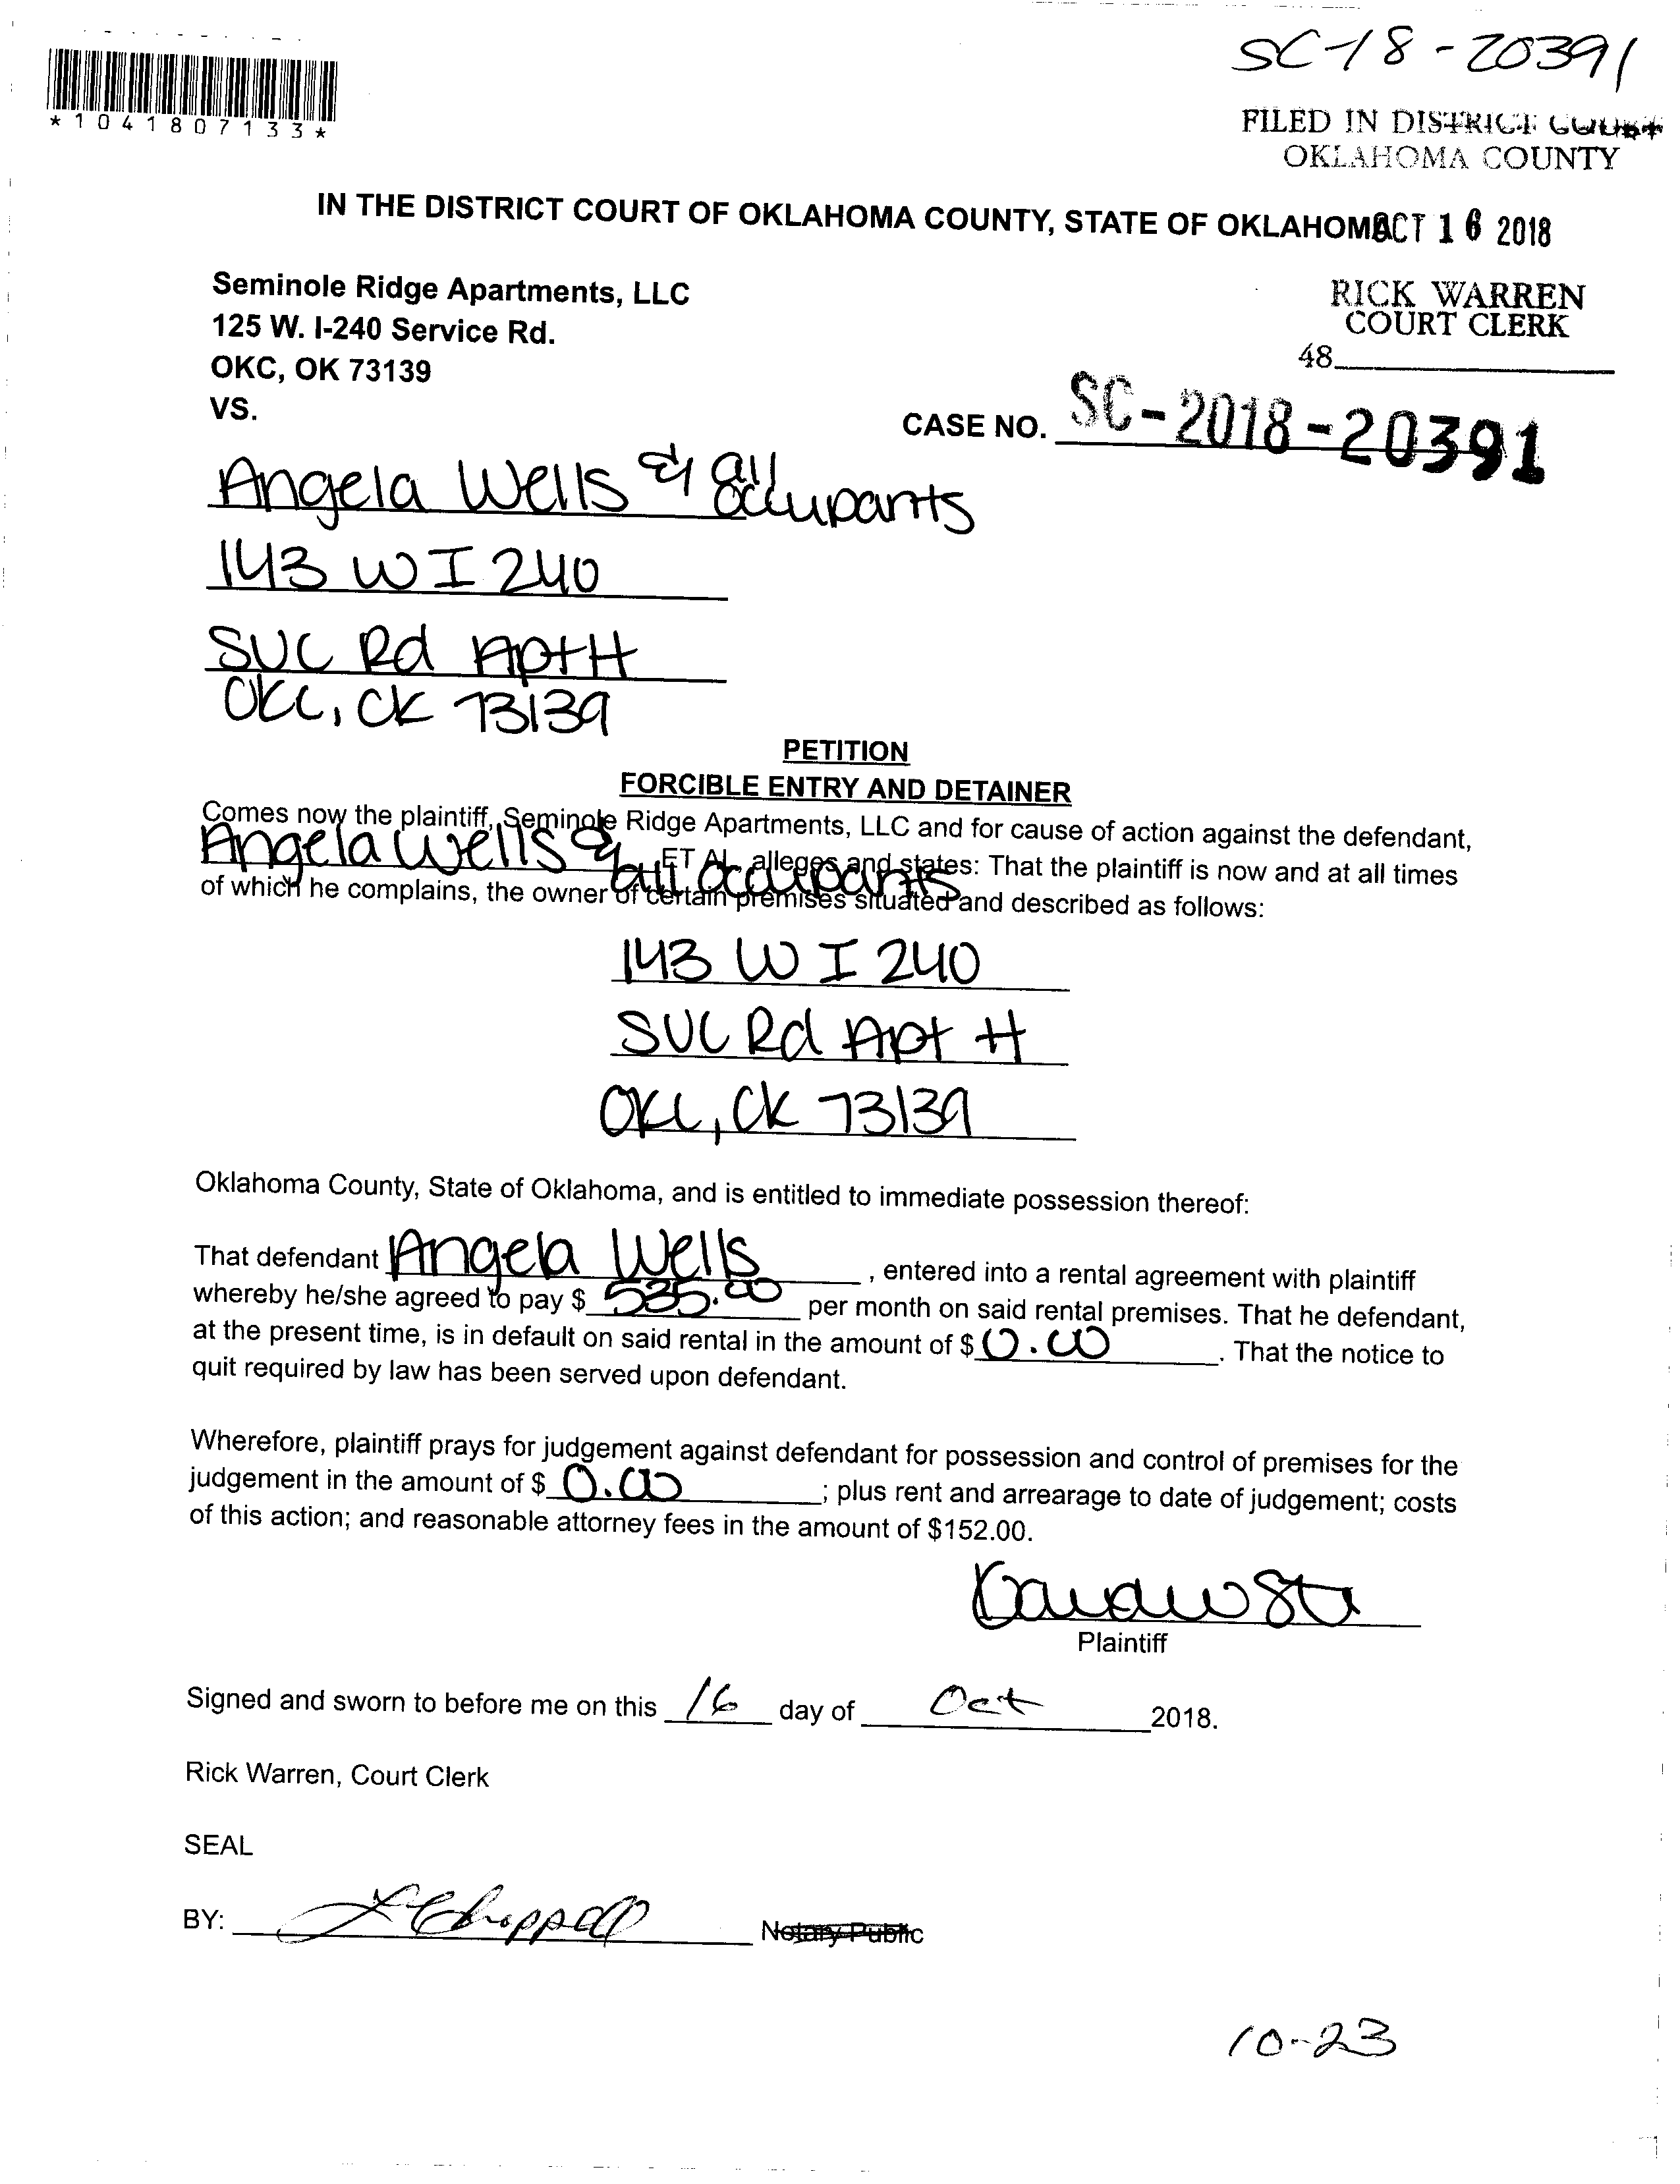 SC-18-20391
*1041807133*
FILED IN DISTRICT COURT
OKLAHOMA COUNTY
IN THE DISTRICT COURT OF OKLAHOMA COUNTY, STATE OF OKLAHOMA
OCT 16 2018
Seminole Ridge Apartments, LLC
125 W. I-240 Service Rd.
OKC, OK 73139
VS.
RICK WARREN
COURT CLERK
48
CASE NO. SC-2018-20391
Angela Wells & all occupants
143 W I 240
SVC Rd Apt H
OKC, OK 73139
PETITION
FORCIBLE ENTRY AND DETAINER
Comes now the plaintiff, Seminole Ridge Apartments, LLC and for cause of action against the defendant,
Angela Wells & all occupants ET AL, alleges and states: That the plaintiff is now and at all times
of which he complains, the owner of certain premises situated and described as follows:
143 W I 240
SVC Rd Apt H
OKC, OK 73139
Oklahoma County, State of Oklahoma, and is entitled to immediate possession thereof:
That defendant Angela Wells, entered into a rental agreement with plaintiff
whereby he/she agreed to pay $ 535.00 per month on said rental premises. That he defendant,
at the present time, is in default on said rental in the amount of $ 0.00. That the notice to
quit required by law has been served upon defendant.
Wherefore, plaintiff prays for judgement against defendant for possession and control of premises for the
judgement in the amount of $ 0.00; plus rent and arrearage to date of judgement; costs
of this action; and reasonable attorney fees in the amount of $152.00.
Plaintiff
Signed and sworn to before me on this 16 day of Oct 2018.
Rick Warren, Court Clerk
SEAL
BY: Chappell Notary Public
10-23